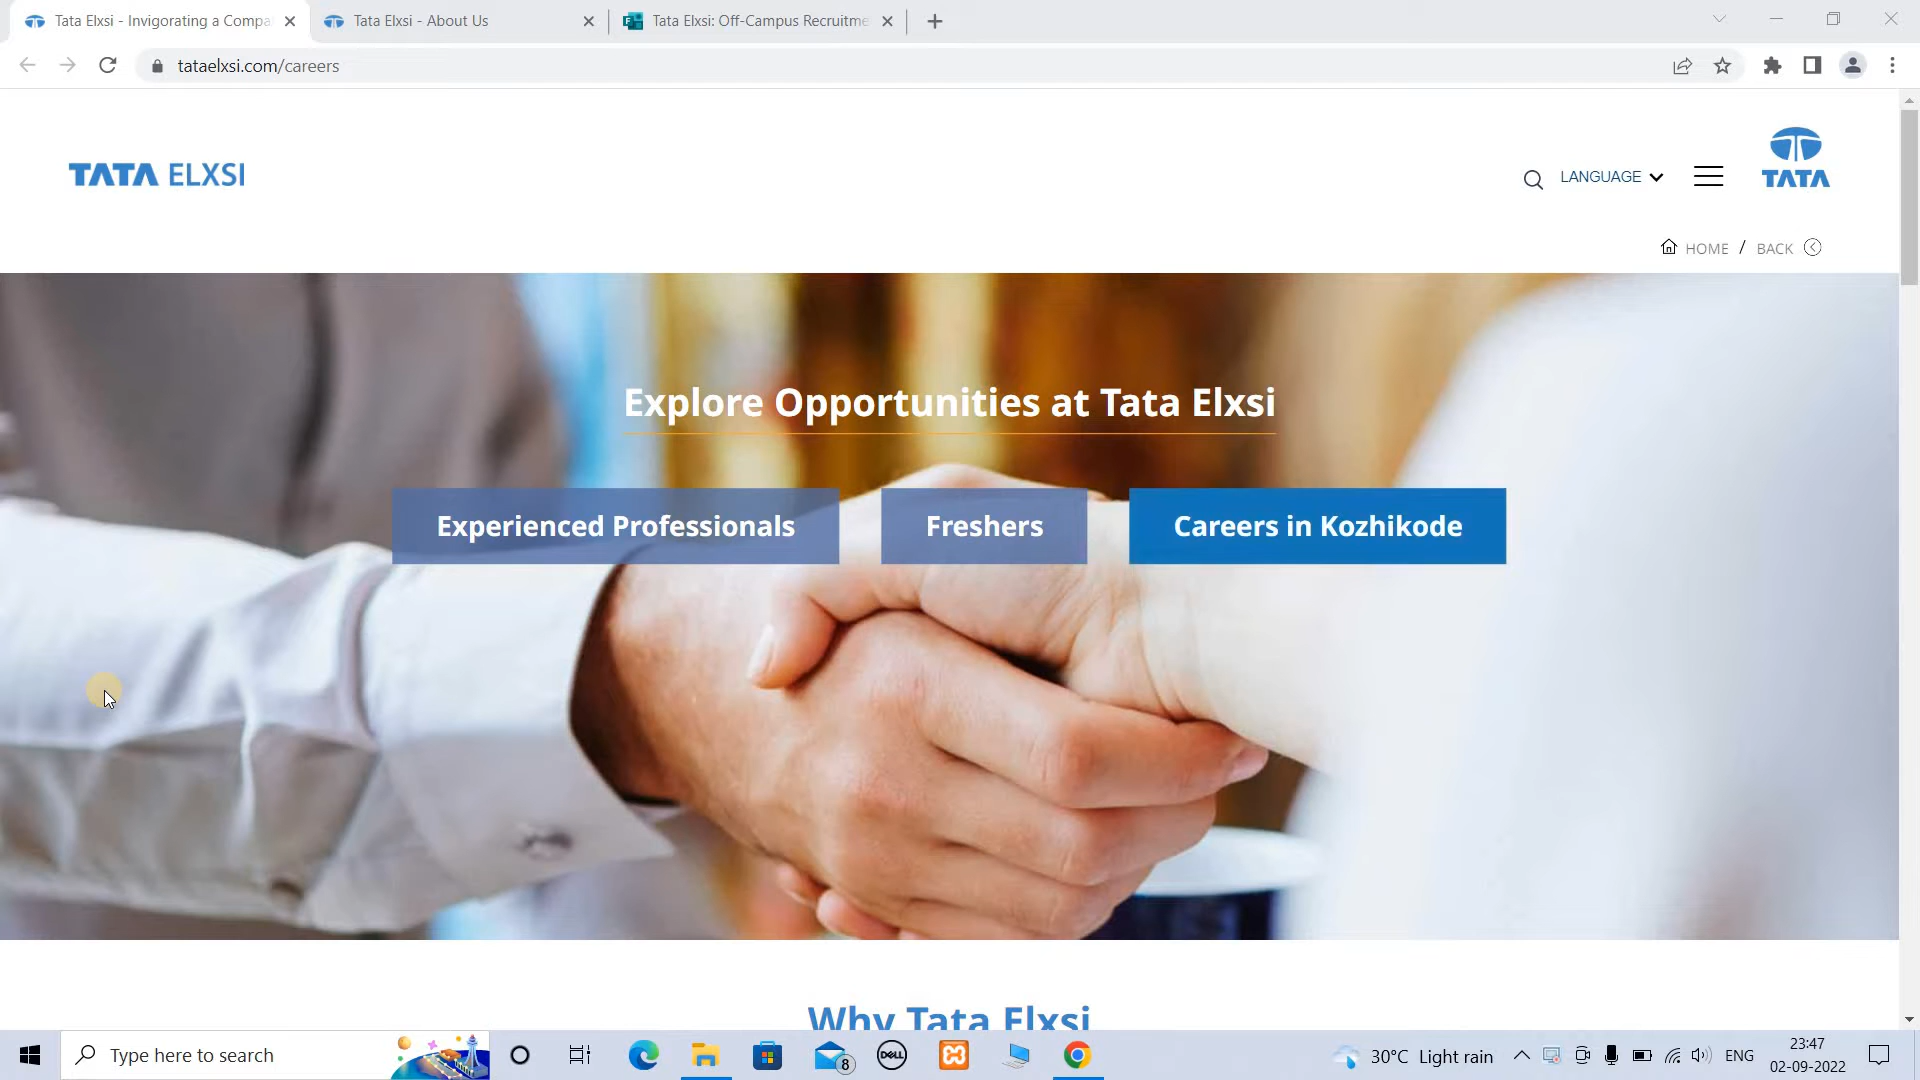 Tata Elxsi - Invigorating a Compa
Tata Elxsi - About Us
Tata Elxsi: Off-Campus Recruitme
tataelxsi.com/careers
TATA ELXSI
LANGUAGE
TATA
HOME / BACK
Explore Opportunities at Tata Elxsi
Experienced Professionals
Freshers
Careers in Kozhikode
Why Tata Elxsi
Type here to search
8
DELL
30°C Light rain
ENG
23:47
02-09-2022